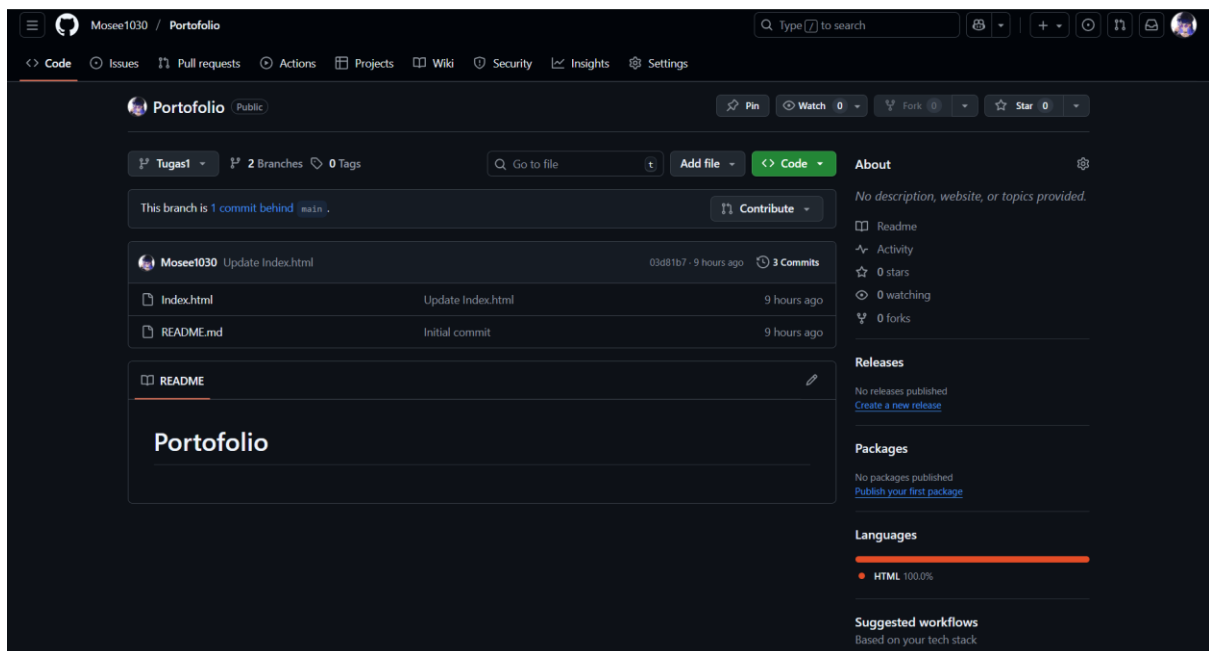 Mosee1030 / Portofolio
Type / to search
Code Issues Pull requests Actions Projects Wiki Security Insights Settings
Portofolio Public
Pin Watch 0 Fork 0 Star 0
Tugas1 2 Branches 0 Tags
Go to file t Add file <> Code
This branch is 1 commit behind main .
Contribute
Mosee1030 Update Index.html 03d81b7 · 9 hours ago 3 Commits
Index.html Update Index.html 9 hours ago
README.md Initial commit 9 hours ago
README
Portofolio
About
No description, website, or topics provided.
Readme
Activity
0 stars
0 watching
0 forks
Releases
No releases published
Create a new release
Packages
No packages published
Publish your first package
Languages
HTML 100.0%
Suggested workflows
Based on your tech stack